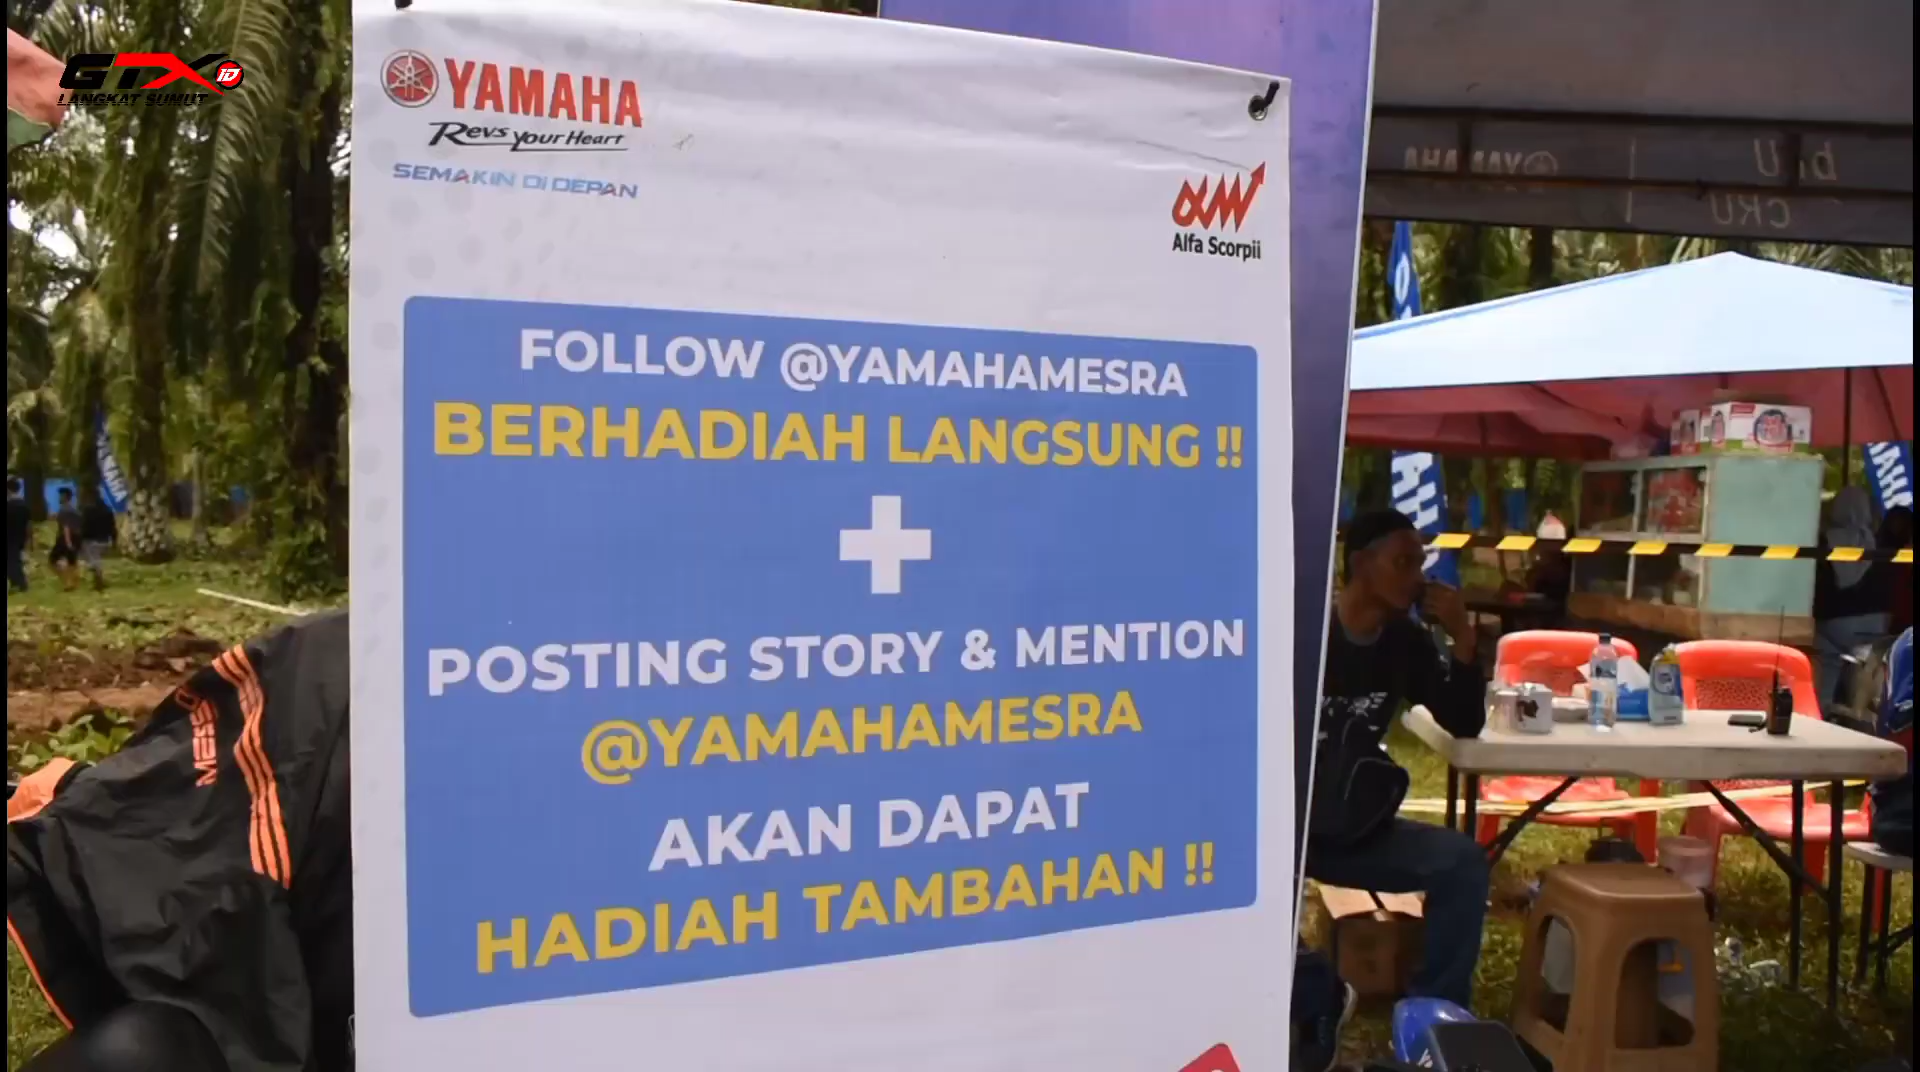 GTX ID
LANGKAT SUMUT
YAMAHA
Revs Your Heart
SEMAKIN DI DEPAN
Alfa Scorpii
FOLLOW @YAMAHAMESRA
BERHADIAH LANGSUNG !!
+
POSTING STORY & MENTION
@YAMAHAMESRA
AKAN DAPAT
HADIAH TAMBAHAN !!
YAMAHA